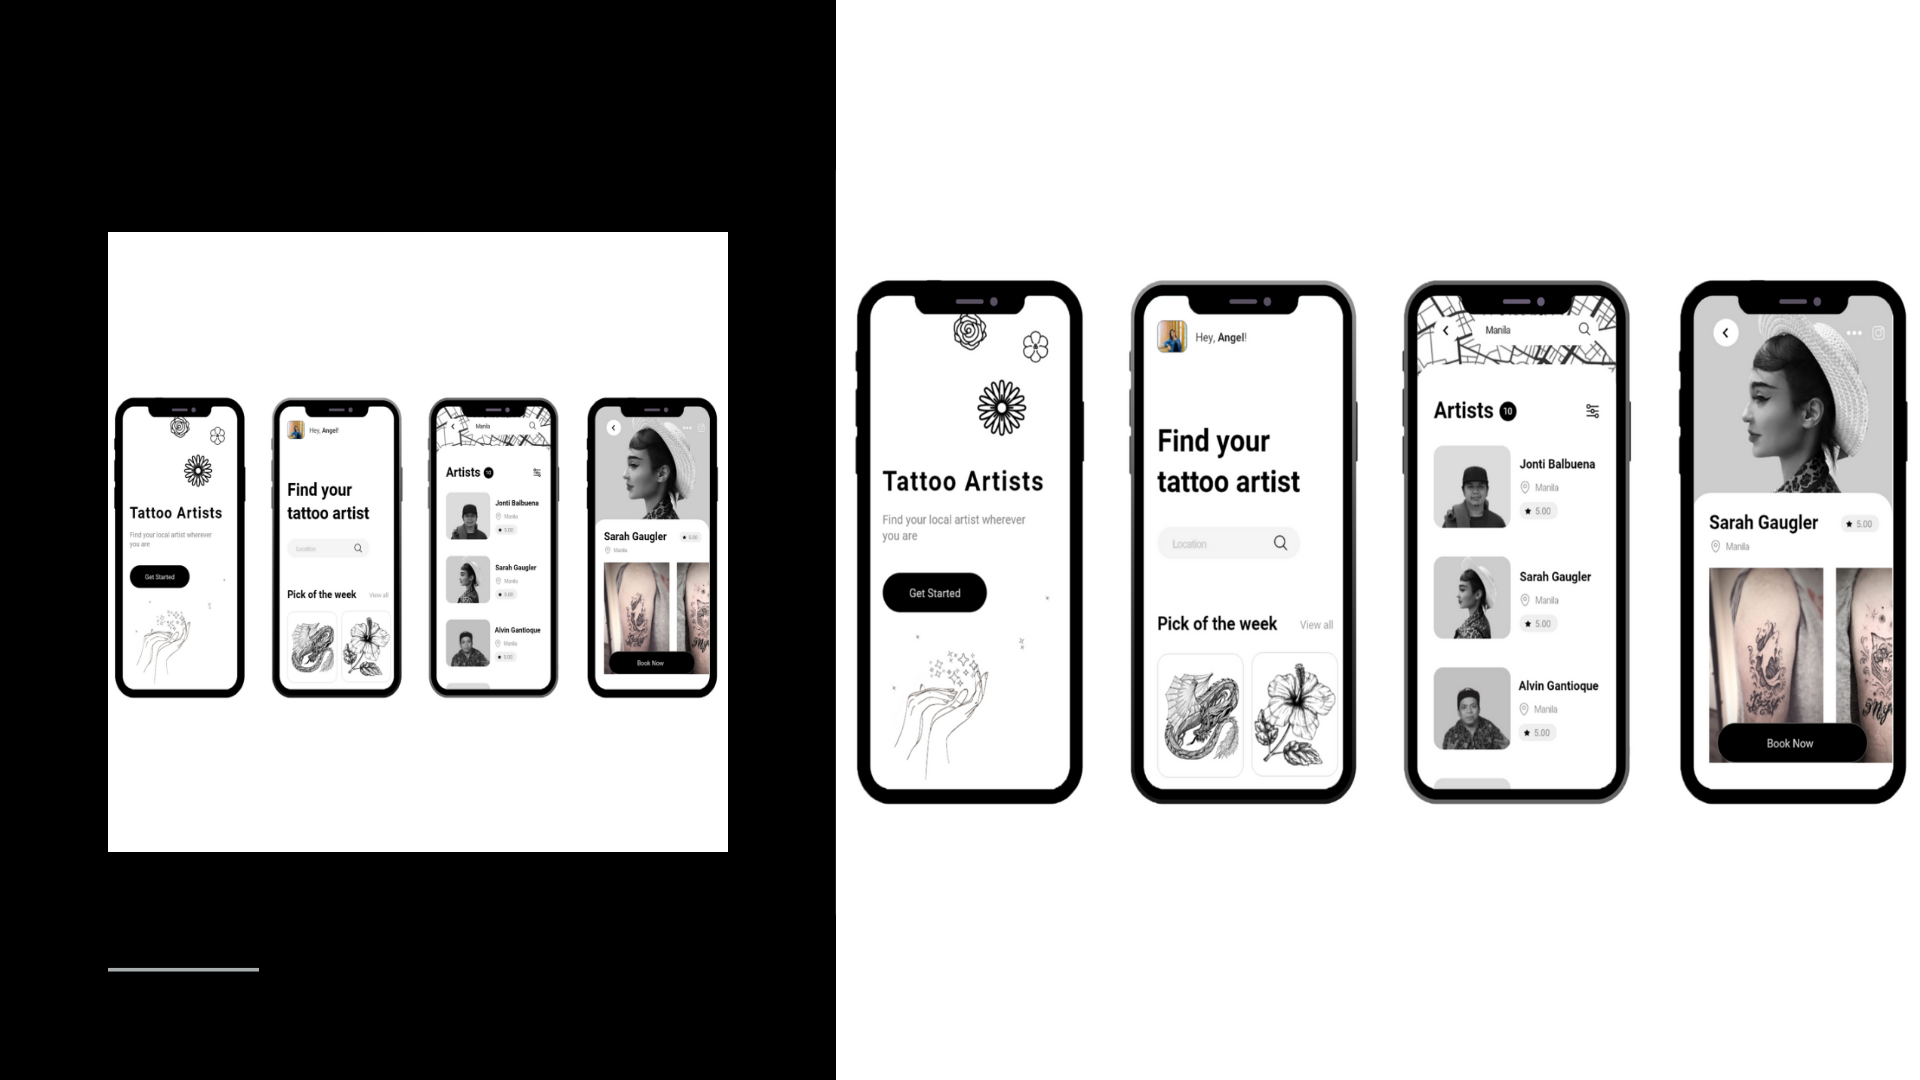 Tattoo Artists
Find your local artist wherever
you are
Get Started
Hey, Angel!
Find your
tattoo artist
Location
Pick of the week
View all
Manila
Artists 10
Jonti Balbuena
Manila
5.00
Sarah Gaugler
Manila
5.00
Alvin Gantioque
Manila
5.00
Sarah Gaugler
5.00
Manila
Book Now
Tattoo Artists
Find your local artist wherever
you are
Get Started
Hey, Angel!
Find your
tattoo artist
Location
Pick of the week
View all
Manila
Artists 10
Jonti Balbuena
Manila
5.00
Sarah Gaugler
Manila
5.00
Alvin Gantioque
Manila
5.00
Sarah Gaugler
5.00
Manila
Book Now